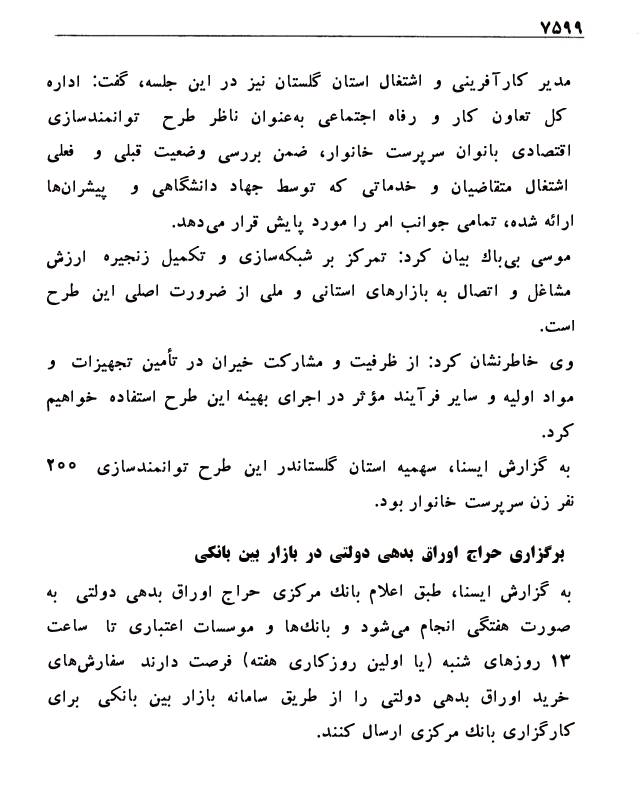 ۷۵۹۹
مدیر کارآفرینی و اشتغال استان گلستان نیز در این جلسه، گفت: اداره
کل تعاون کار و رفاه اجتماعی به‌عنوان ناظر طرح توانمندسازی
اقتصادی بانوان سرپرست خانوار، ضمن بررسی وضعیت قبلی و فعلی
اشتغال متقاضیان و خدماتی که توسط جهاد دانشگاهی و پیشران‌ها
ارائه شده، تمامی جوانب امر را مورد پایش قرار می‌دهد.
موسی بی‌باك بیان کرد: تمرکز بر شبکه‌سازی و تکمیل زنجیره ارزش
مشاغل و اتصال به بازارهای استانی و ملی از ضرورت اصلی این طرح
است.
وی خاطرنشان کرد: از ظرفیت و مشارکت خیران در تأمین تجهیزات و
مواد اولیه و سایر فرآیند مؤثر در اجرای بهینه این طرح استفاده خواهیم
کرد.
به گزارش ایسنا، سهمیه استان گلستاندر این طرح توانمندسازی ۲۰۰
نفر زن سرپرست خانوار بود.
برگزاری حراج اوراق بدهی دولتی در بازار بین بانکی
به گزارش ایسنا، طبق اعلام بانك مرکزی حراج اوراق بدهی دولتی به
صورت هفتگی انجام می‌شود و بانك‌ها و موسسات اعتباری تا ساعت
۱۳ روزهای شنبه (یا اولین روزکاری هفته) فرصت دارند سفارش‌های
خرید اوراق بدهی دولتی را از طریق سامانه بازار بین بانکی برای
کارگزاری بانك مرکزی ارسال کنند.